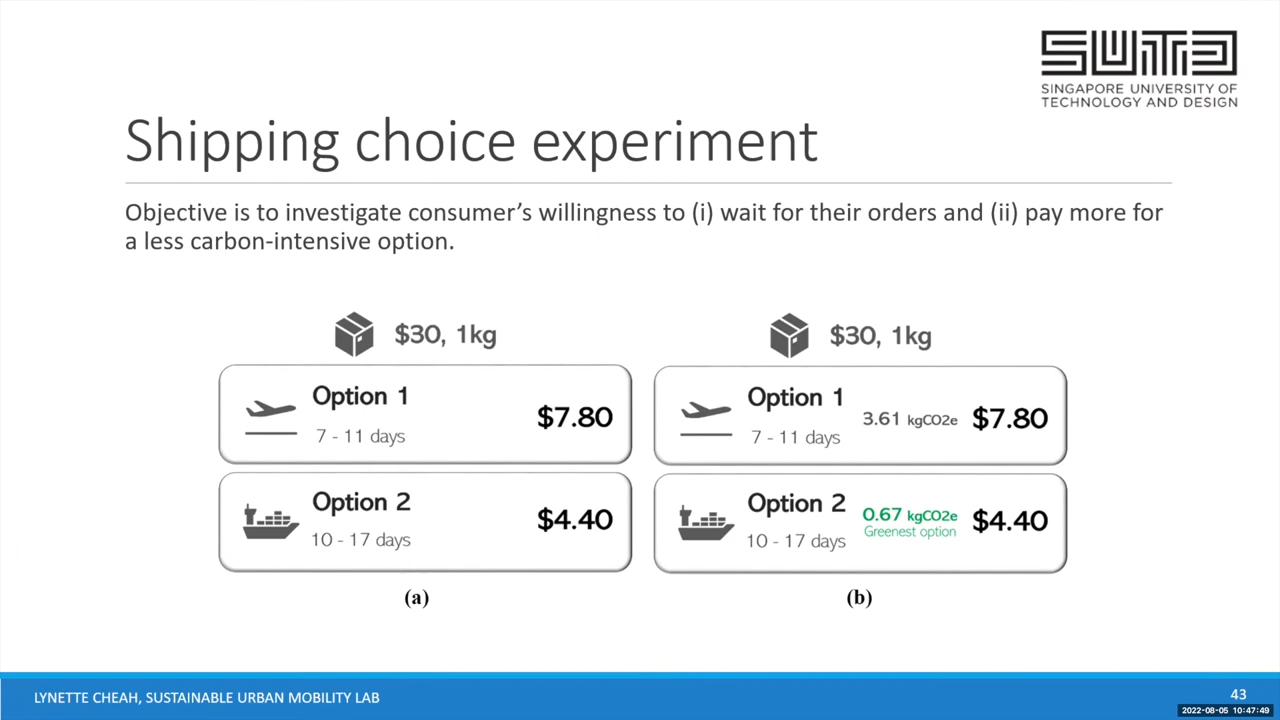 SUTD
SINGAPORE UNIVERSITY OF
TECHNOLOGY AND DESIGN
Shipping choice experiment
Objective is to investigate consumer’s willingness to (i) wait for their orders and (ii) pay more for
a less carbon-intensive option.
$30, 1kg
Option 1
7 - 11 days
$7.80
Option 2
10 - 17 days
$4.40
(a)
$30, 1kg
Option 1
7 - 11 days
3.61 kgCO2e
$7.80
Option 2
10 - 17 days
0.67 kgCO2e
Greenest option
$4.40
(b)
LYNETTE CHEAH, SUSTAINABLE URBAN MOBILITY LAB
43
2022-08-05 10:47:49